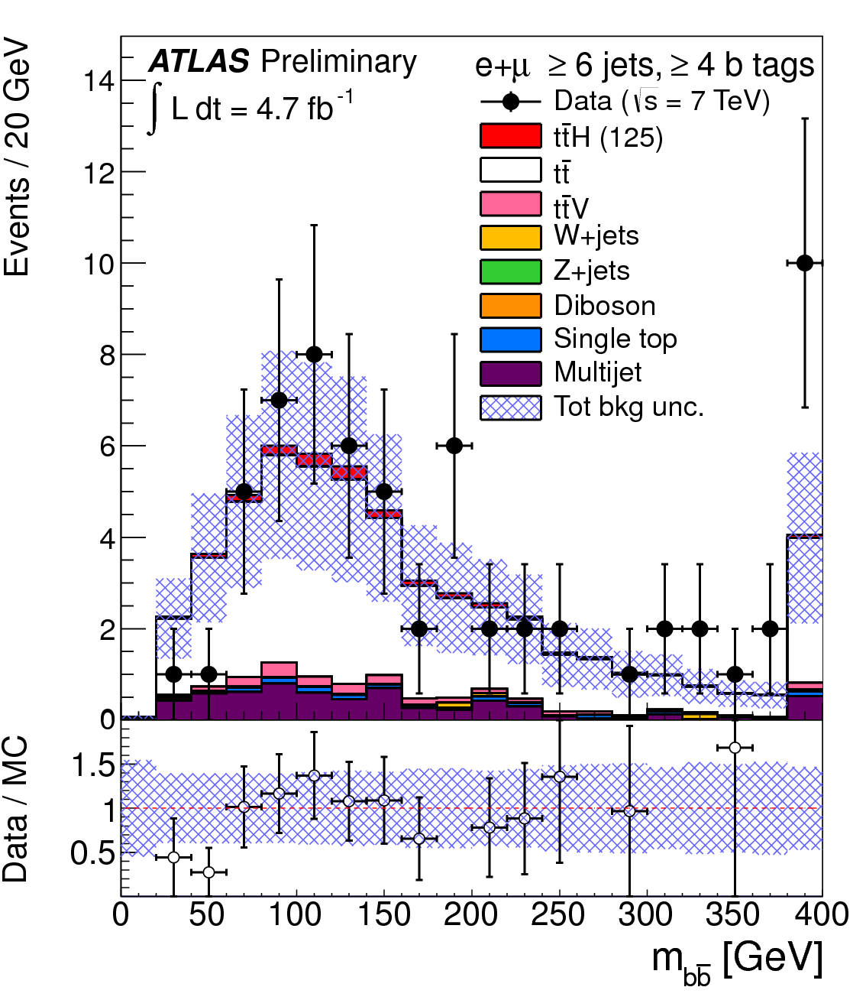 Events / 20 GeV
ATLAS Preliminary
∫ L dt = 4.7 fb⁻¹
e+μ ≥ 6 jets, ≥ 4 b tags
Data (√s = 7 TeV)
tt̄H (125)
tt̄
tt̄V
W+jets
Z+jets
Diboson
Single top
Multijet
Tot bkg unc.
14
12
10
8
6
4
2
0
Data / MC
1.5
1
0.5
0 50 100 150 200 250 300 350 400
m_bb̄ [GeV]